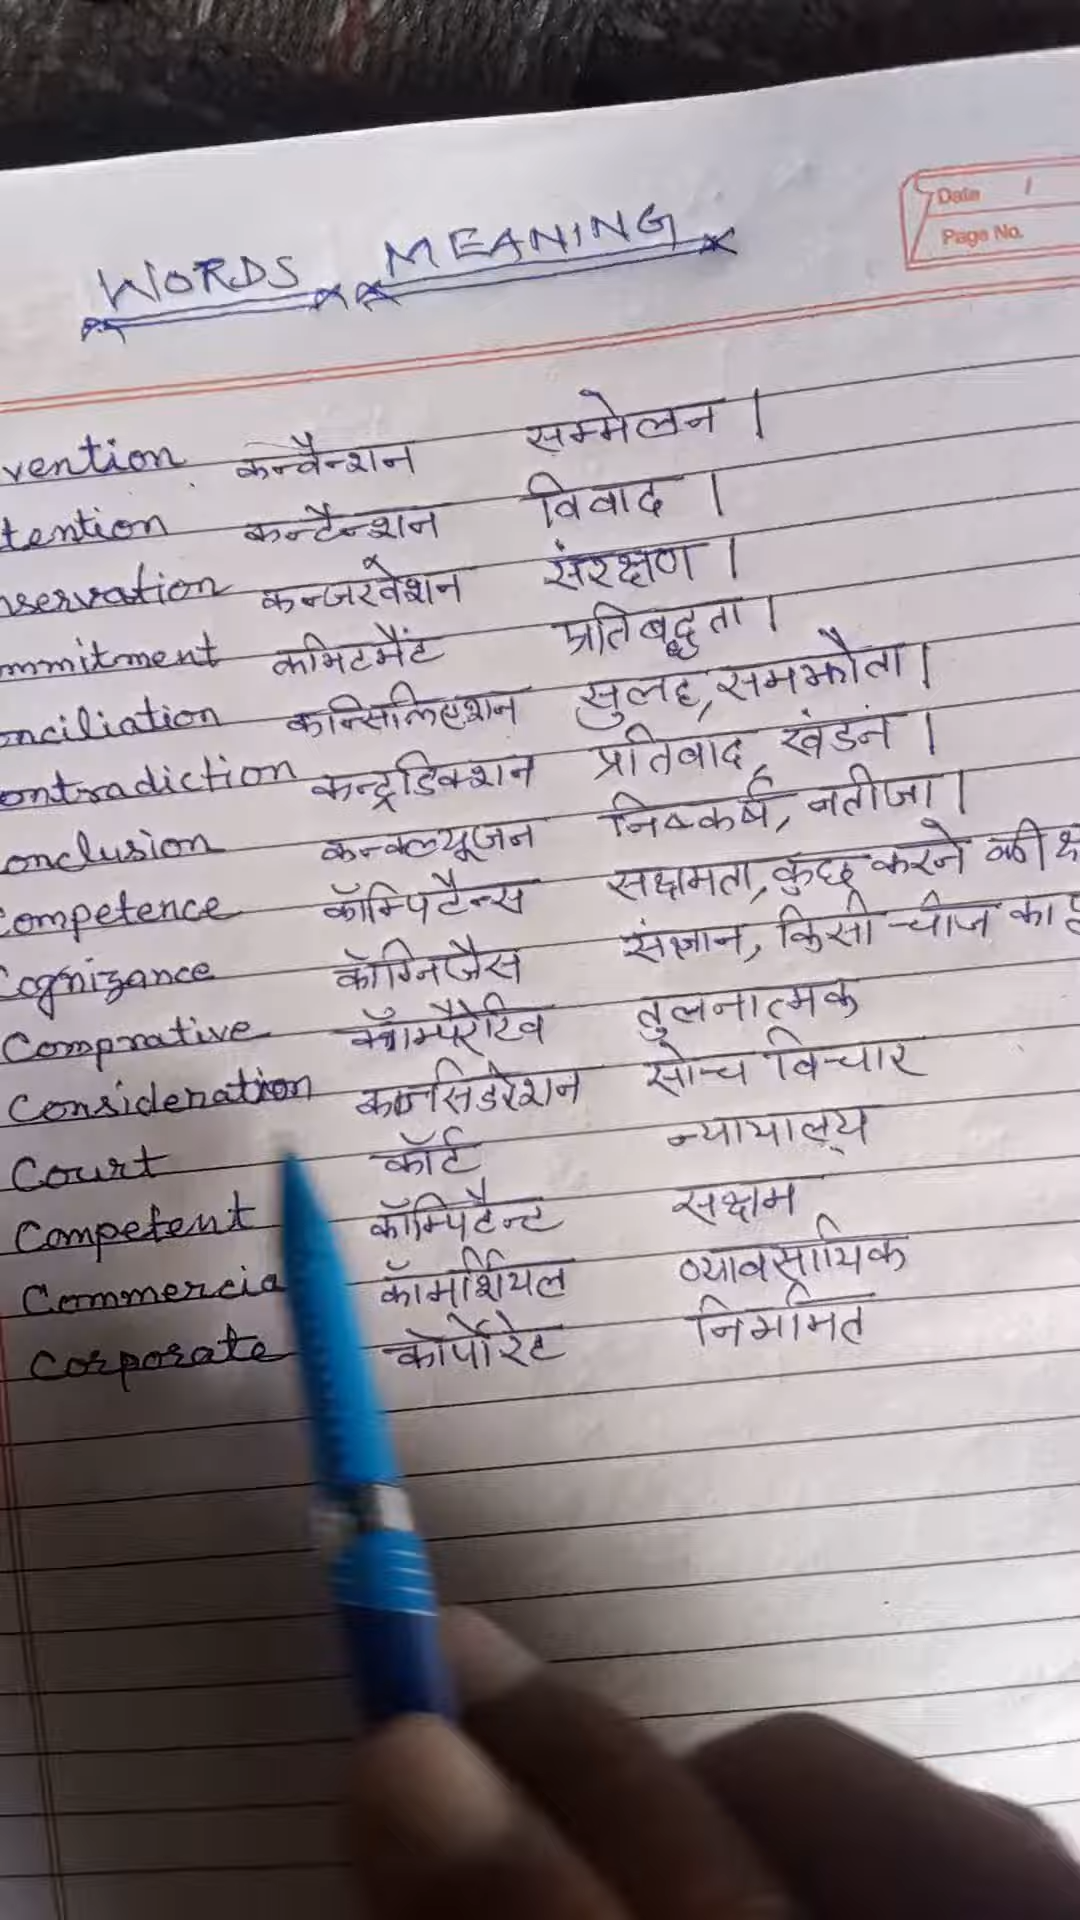 Date /
Page No.
WORDS MEANING
vention कन्वैन्शन सम्मेलन ।
tention कन्टैन्शन विवाद ।
nservation कन्जरवेशन संरक्षण ।
mmitment कमिटमैंट प्रतिबद्धता ।
nciliation कन्सिलिएशन सुलह, समझौता ।
ontradiction कन्ट्रडिक्शन प्रतिवाद, खंडन ।
onclusion कन्क्ल्यूजन निष्कर्ष, नतीजा ।
ompetence कॉम्पिटैन्स सक्षमता, कुछ करने की क्ष
Cognizance कॉग्निजैंस संज्ञान, किसी चीज का
Comprative कॉम्पैरेटिव तुलनात्मक
Consideration कन्सिडरेशन सोच विचार
Court कॉर्ट न्यायालय
Competent कॉम्पिटैन्ट सक्षम
Commercia कॉमर्शियल व्यावसायिक
Corporate कॉर्पोरेट निगमित